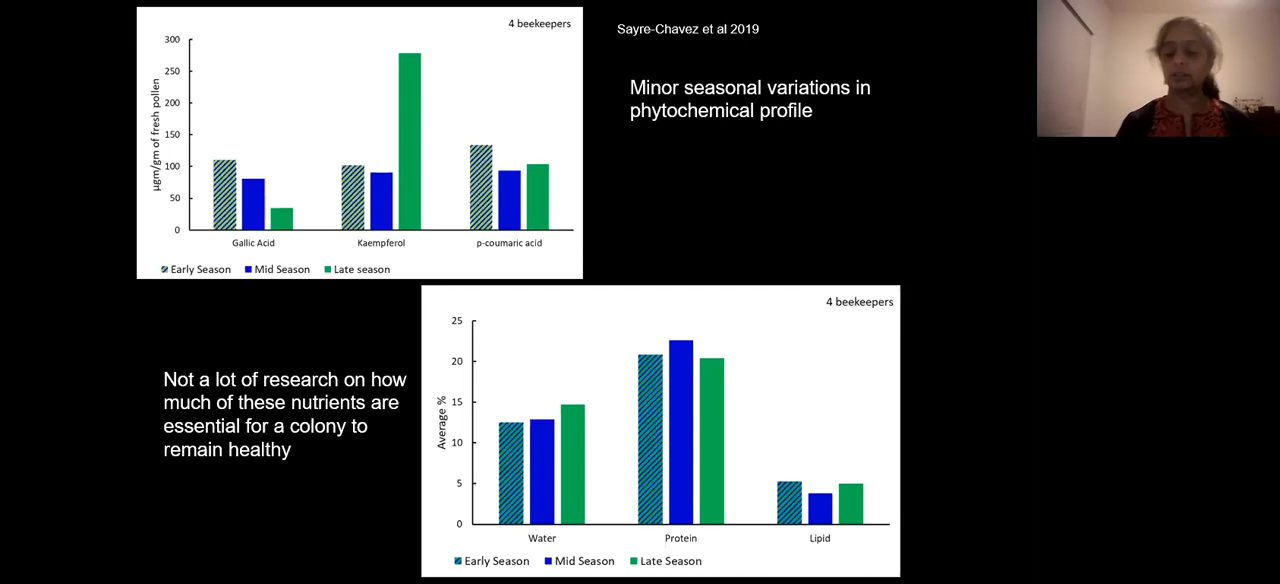 4 beekeepers
300
250
200
150
100
50
0
µgm/gm of fresh pollen
Gallic Acid
Kaempferol
p-coumaric acid
Early Season
Mid Season
Late season
Sayre-Chavez et al 2019
Minor seasonal variations in
phytochemical profile
Not a lot of research on how
much of these nutrients are
essential for a colony to
remain healthy
4 beekeepers
25
20
15
10
5
0
Average %
Water
Protein
Lipid
Early Season
Mid Season
Late Season